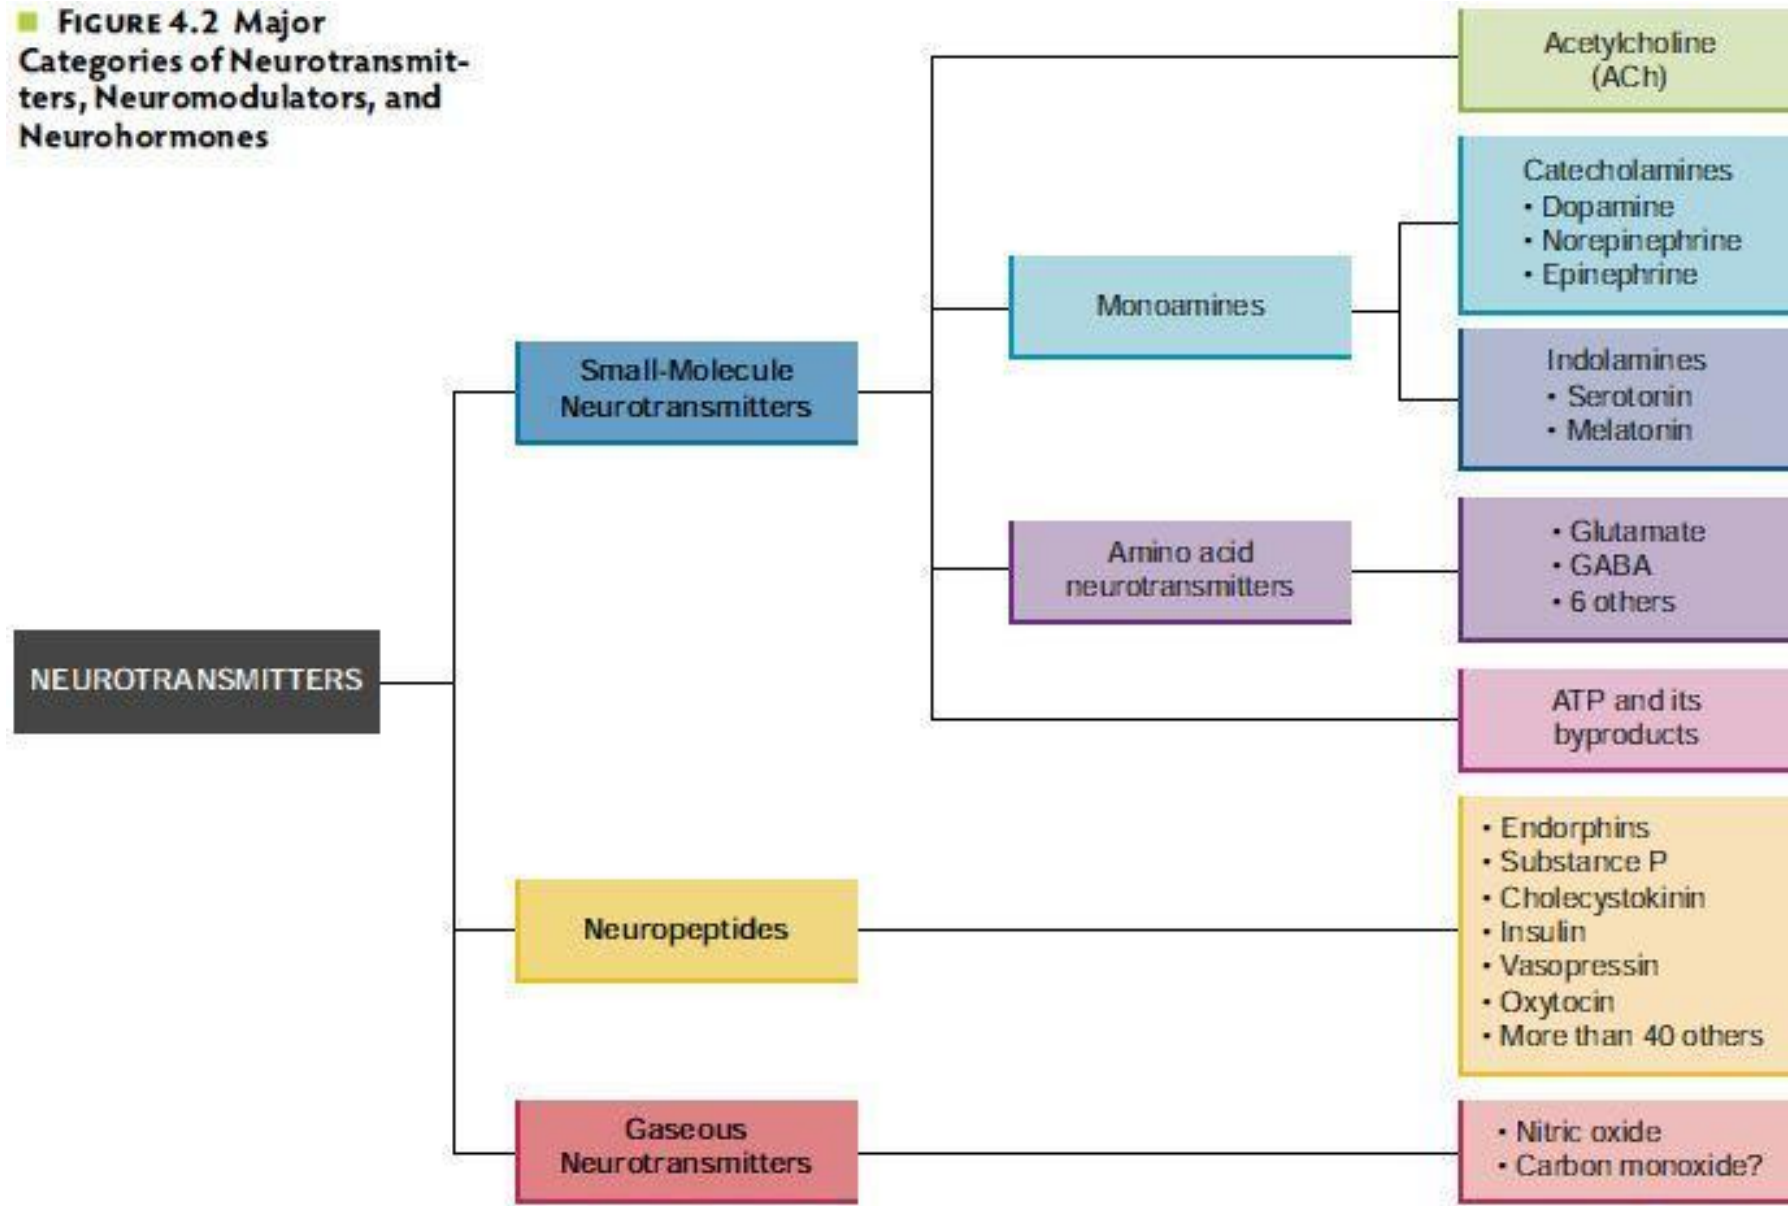 ■ FIGURE 4.2 Major
Categories of Neurotransmit-
ters, Neuromodulators, and
Neurohormones
NEUROTRANSMITTERS
Small-Molecule
Neurotransmitters
Acetylcholine
(ACh)
Monoamines
Catecholamines
• Dopamine
• Norepinephrine
• Epinephrine
Indolamines
• Serotonin
• Melatonin
Amino acid
neurotransmitters
• Glutamate
• GABA
• 6 others
ATP and its
byproducts
Neuropeptides
• Endorphins
• Substance P
• Cholecystokinin
• Insulin
• Vasopressin
• Oxytocin
• More than 40 others
Gaseous
Neurotransmitters
• Nitric oxide
• Carbon monoxide?